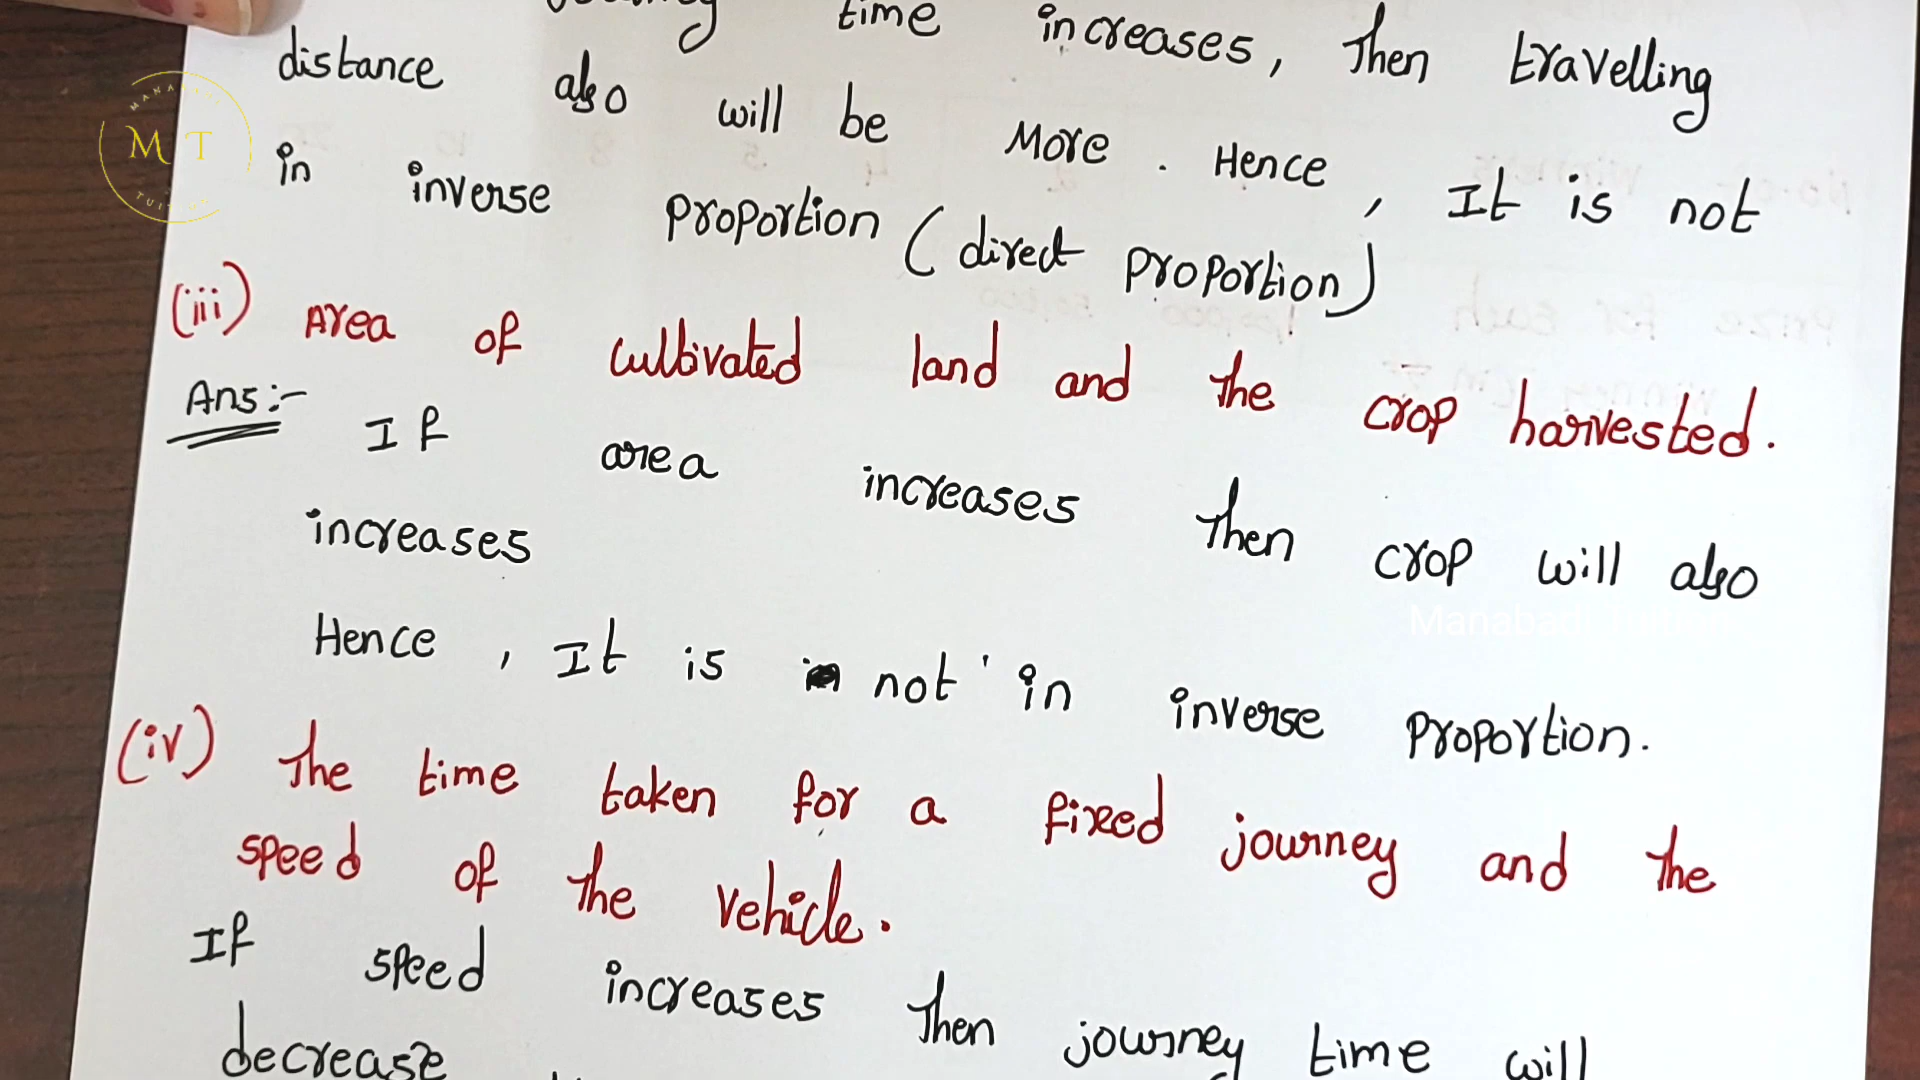 time increases, Then travelling
distance also will be More. Hence, It is not
in inverse proportion (direct proportion)
(iii) Area of cultivated land and the crop harvested.
Ans:- If area increases Then crop will also
increases
Hence, It is not in inverse proportion.
(iv) The time taken for a fixed journey and the
speed of the vehicle.
If speed increases Then journey time will
decrease
M T